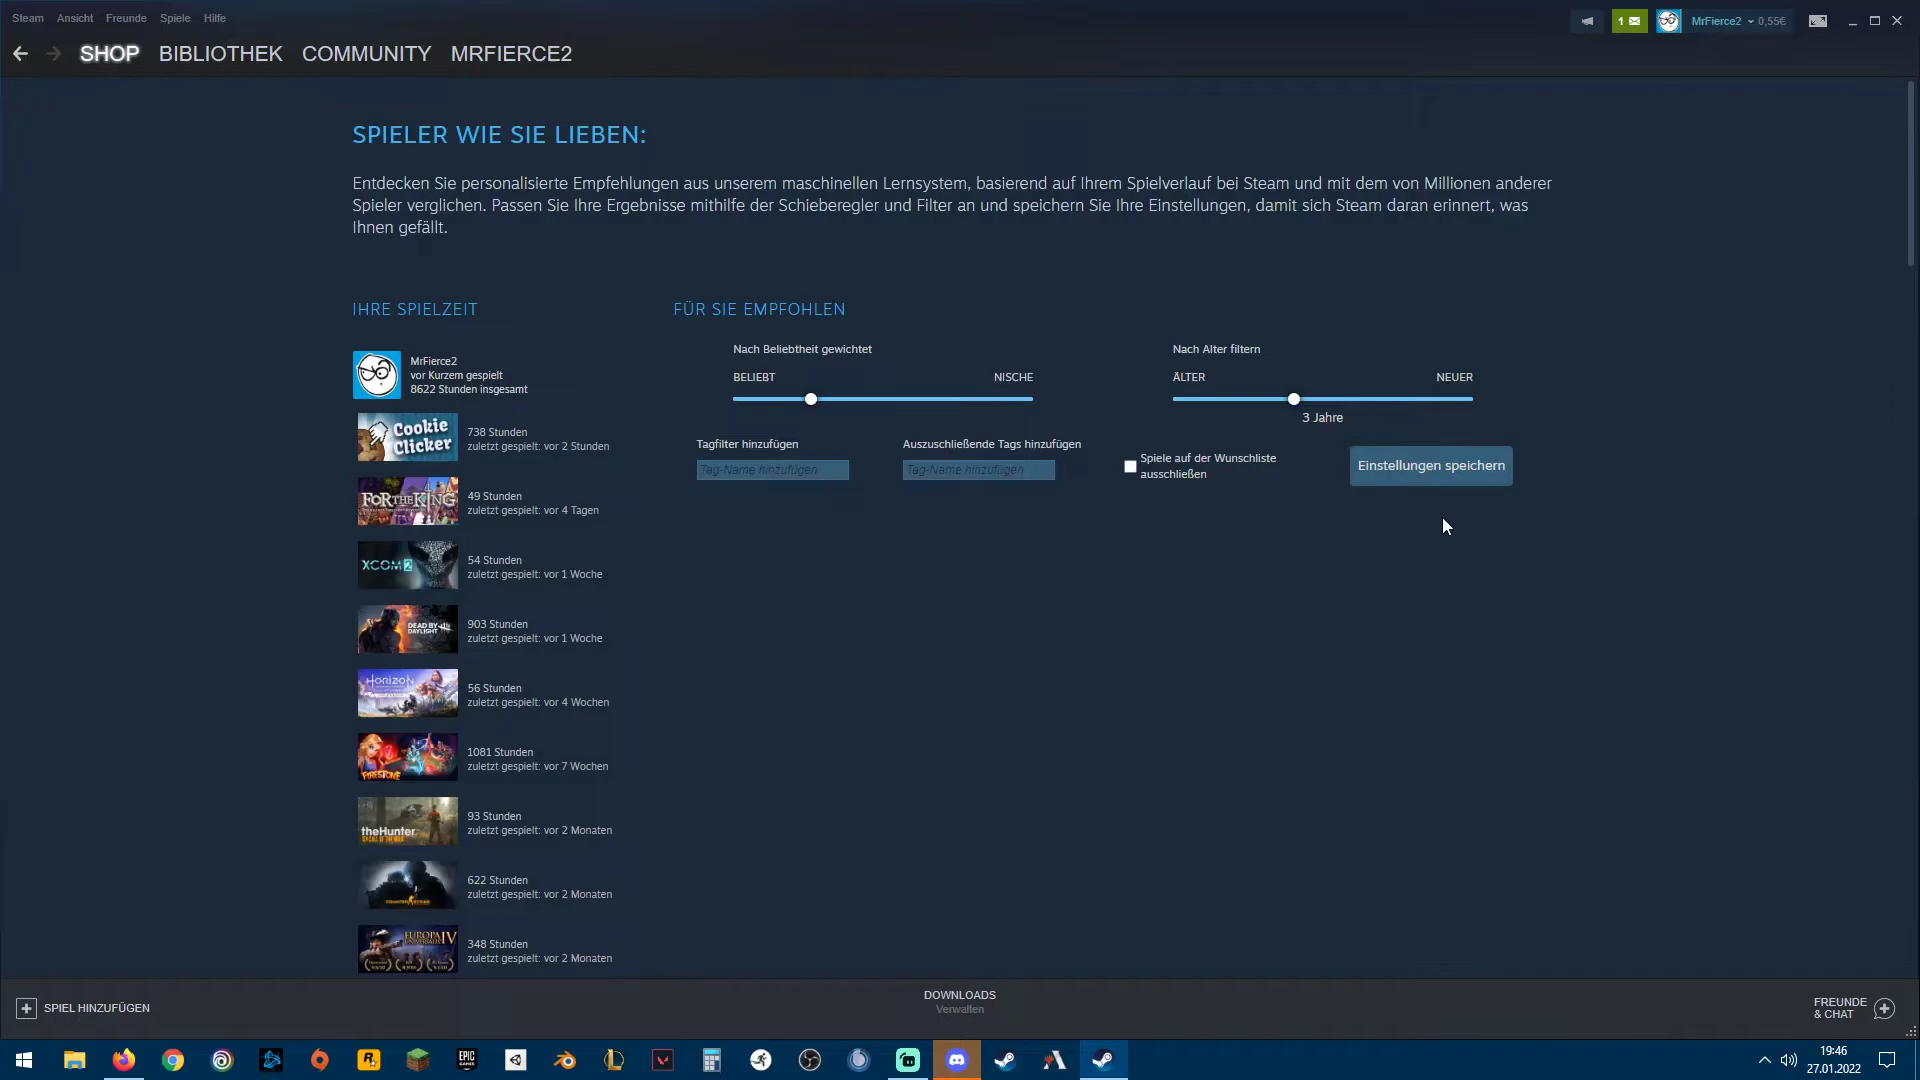 Steam Ansicht Freunde Spiele Hilfe
1
MrFierce2 0,55€
SHOP BIBLIOTHEK COMMUNITY MRFIERCE2
SPIELER WIE SIE LIEBEN:
Entdecken Sie personalisierte Empfehlungen aus unserem maschinellen Lernsystem, basierend auf Ihrem Spielverlauf bei Steam und mit dem von Millionen anderer
Spieler verglichen. Passen Sie Ihre Ergebnisse mithilfe der Schieberegler und Filter an und speichern Sie Ihre Einstellungen, damit sich Steam daran erinnert, was
Ihnen gefällt.
IHRE SPIELZEIT
MrFierce2
vor Kurzem gespielt
8622 Stunden insgesamt
Cookie
Clicker
738 Stunden
zuletzt gespielt: vor 2 Stunden
FOR THE KING
49 Stunden
zuletzt gespielt: vor 4 Tagen
XCOM 2
54 Stunden
zuletzt gespielt: vor 1 Woche
DEAD BY
DAYLIGHT
903 Stunden
zuletzt gespielt: vor 1 Woche
HORIZON
56 Stunden
zuletzt gespielt: vor 4 Wochen
FIRESTONE
1081 Stunden
zuletzt gespielt: vor 7 Wochen
theHunter
CALL OF THE WILD
93 Stunden
zuletzt gespielt: vor 2 Monaten
COUNTER STRIKE
622 Stunden
zuletzt gespielt: vor 2 Monaten
EUROPA
UNIVERSALIS IV
348 Stunden
zuletzt gespielt: vor 2 Monaten
FÜR SIE EMPFOHLEN
Nach Beliebtheit gewichtet
BELIEBT NISCHE
Nach Alter filtern
ÄLTER NEUER
3 Jahre
Tagfilter hinzufügen
Tag-Name hinzufügen
Auszuschließende Tags hinzufügen
Tag-Name hinzufügen
Spiele auf der Wunschliste
ausschließen
Einstellungen speichern
SPIEL HINZUFÜGEN
DOWNLOADS
Verwalten
FREUNDE
& CHAT
EPIC
GAMES
19:46
27.01.2022